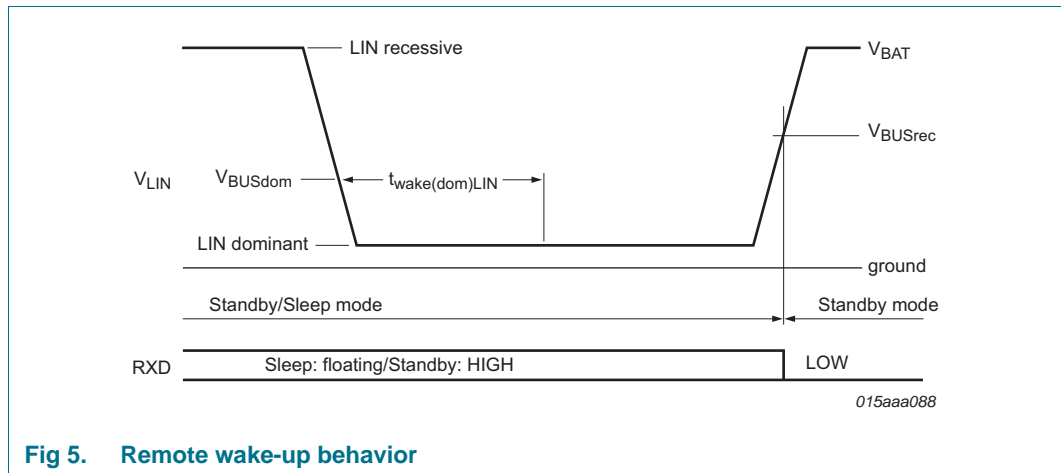 LIN recessive
V_BAT
V_BUSrec
V_LIN
V_BUSdom
t_wake(dom)LIN
LIN dominant
ground
Standby/Sleep mode
Standby mode
RXD
Sleep: floating/Standby: HIGH
LOW
015aaa088
Fig 5. Remote wake-up behavior